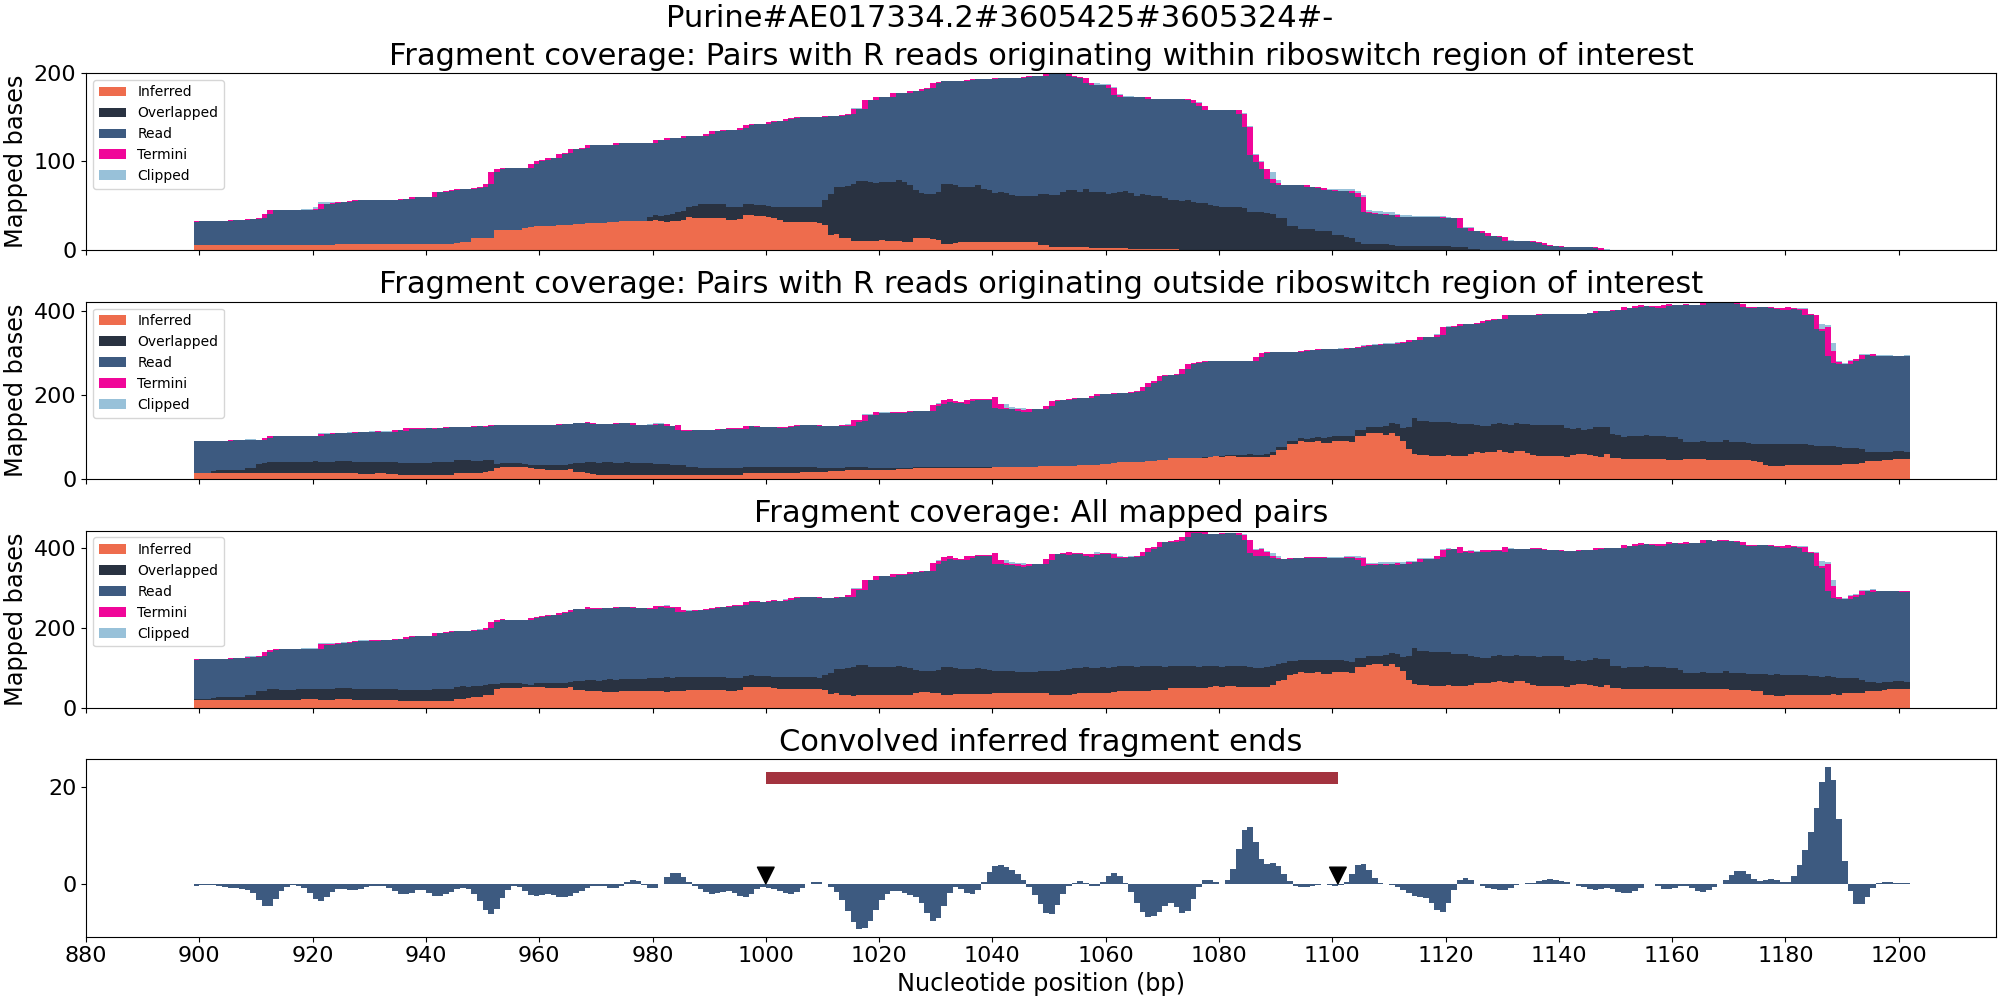 Purine#AE017334.2#3605425#3605324#-
Fragment coverage: Pairs with R reads originating within riboswitch region of interest
Mapped bases
200
100
0
Inferred
Overlapped
Read
Termini
Clipped
Fragment coverage: Pairs with R reads originating outside riboswitch region of interest
Mapped bases
400
200
0
Inferred
Overlapped
Read
Termini
Clipped
Fragment coverage: All mapped pairs
Mapped bases
400
200
0
Inferred
Overlapped
Read
Termini
Clipped
Convolved inferred fragment ends
20
0
880 900 920 940 960 980 1000 1020 1040 1060 1080 1100 1120 1140 1160 1180 1200
Nucleotide position (bp)